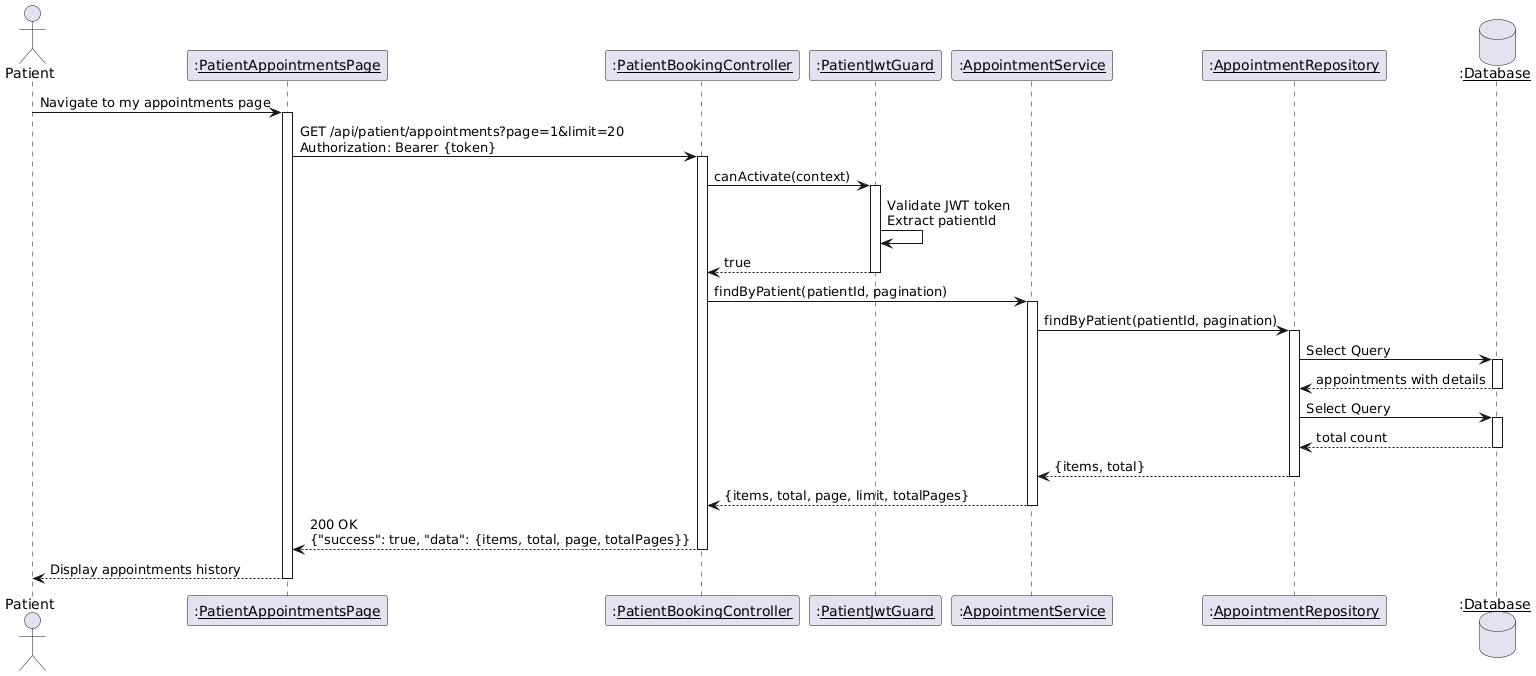 Patient
:PatientAppointmentsPage
:PatientBookingController
:PatientJwtGuard
:AppointmentService
:AppointmentRepository
:Database
Navigate to my appointments page
GET /api/patient/appointments?page=1&limit=20
Authorization: Bearer {token}
canActivate(context)
Validate JWT token
Extract patientId
true
findByPatient(patientId, pagination)
findByPatient(patientId, pagination)
Select Query
appointments with details
Select Query
total count
{items, total}
{items, total, page, limit, totalPages}
200 OK
{"success": true, "data": {items, total, page, totalPages}}
Display appointments history
Patient
:PatientAppointmentsPage
:PatientBookingController
:PatientJwtGuard
:AppointmentService
:AppointmentRepository
:Database